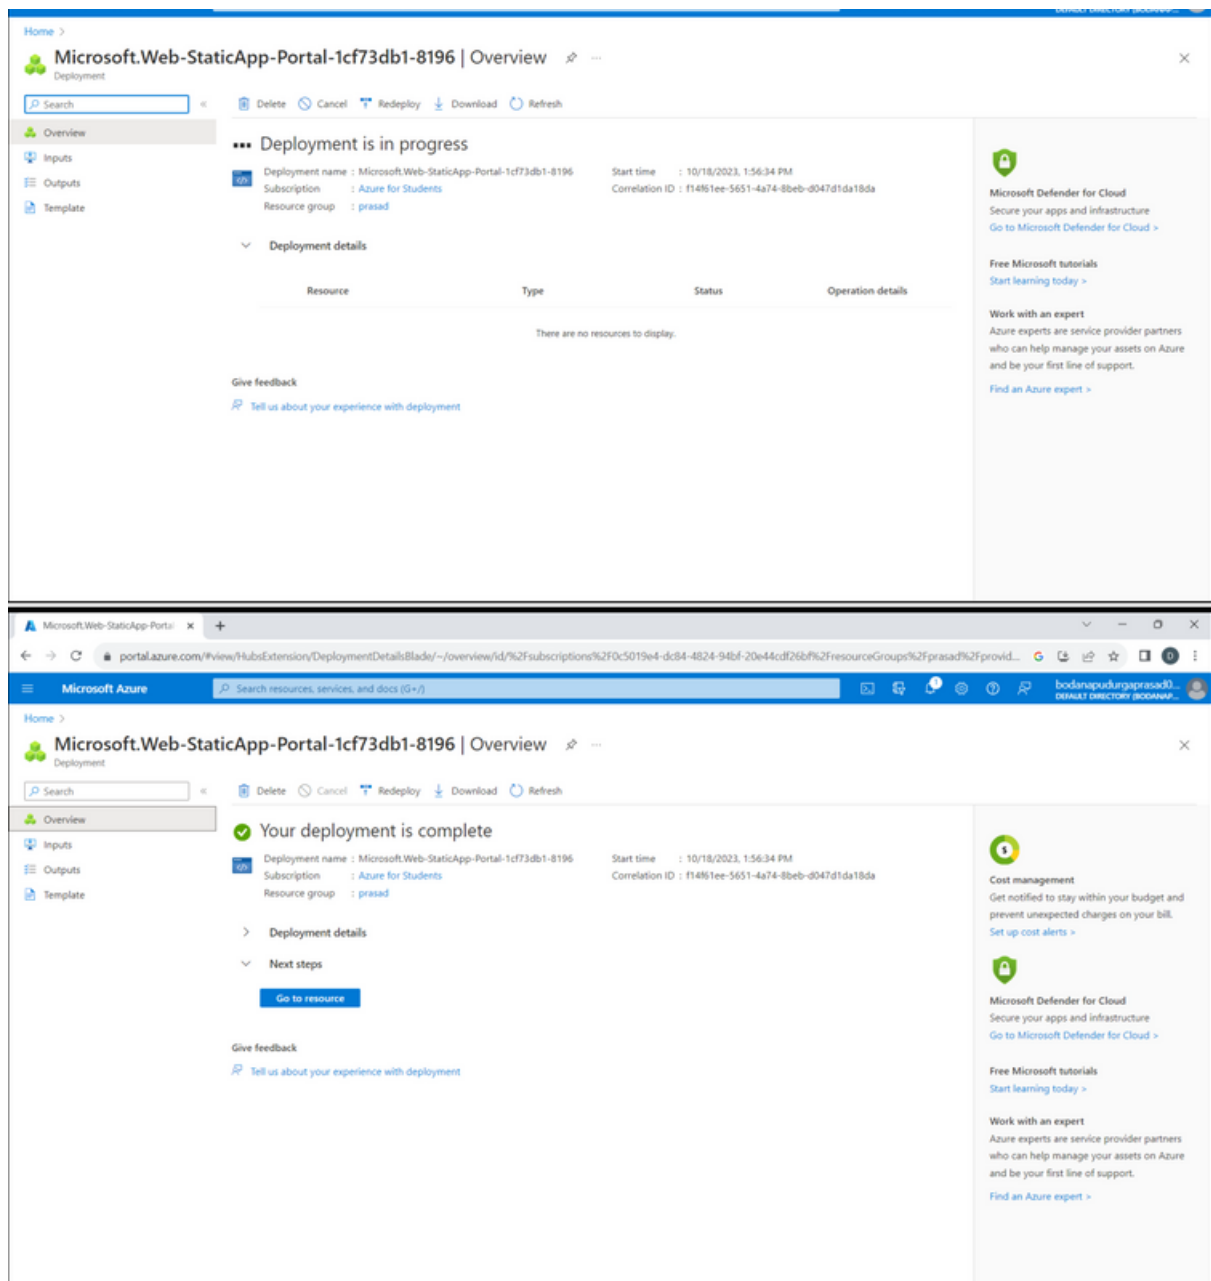 DEFAULT DIRECTORY (BODANAP...
Home >
Microsoft.Web-StaticApp-Portal-1cf73db1-8196 | Overview ...
Deployment
Search «
Delete Cancel Redeploy Download Refresh
Overview
Inputs
Outputs
Template
Deployment is in progress
Deployment name : Microsoft.Web-StaticApp-Portal-1cf73db1-8196
Subscription : Azure for Students
Resource group : prasad
Start time : 10/18/2023, 1:56:34 PM
Correlation ID : f14f61ee-5651-4a74-8beb-d047d1da18da
Deployment details
Resource Type Status Operation details
There are no resources to display.
Give feedback
Tell us about your experience with deployment
Microsoft Defender for Cloud
Secure your apps and infrastructure
Go to Microsoft Defender for Cloud >
Free Microsoft tutorials
Start learning today >
Work with an expert
Azure experts are service provider partners
who can help manage your assets on Azure
and be your first line of support.
Find an Azure expert >
Microsoft.Web-StaticApp-Portal
portal.azure.com/#view/HubsExtension/DeploymentDetailsBlade/~/overview/id/%2Fsubscriptions%2F0c5019e4-dc84-4824-94bf-20e44cdf26bf%2FresourceGroups%2Fprasad%2Fprovid...
Microsoft Azure
Search resources, services, and docs (G+/)
1
bodanapudurgaprasad0...
DEFAULT DIRECTORY (BODANAP...
Home >
Microsoft.Web-StaticApp-Portal-1cf73db1-8196 | Overview ...
Deployment
Search «
Delete Cancel Redeploy Download Refresh
Overview
Inputs
Outputs
Template
Your deployment is complete
Deployment name : Microsoft.Web-StaticApp-Portal-1cf73db1-8196
Subscription : Azure for Students
Resource group : prasad
Start time : 10/18/2023, 1:56:34 PM
Correlation ID : f14f61ee-5651-4a74-8beb-d047d1da18da
Deployment details
Next steps
Go to resource
Give feedback
Tell us about your experience with deployment
Cost management
Get notified to stay within your budget and
prevent unexpected charges on your bill.
Set up cost alerts >
Microsoft Defender for Cloud
Secure your apps and infrastructure
Go to Microsoft Defender for Cloud >
Free Microsoft tutorials
Start learning today >
Work with an expert
Azure experts are service provider partners
who can help manage your assets on Azure
and be your first line of support.
Find an Azure expert >